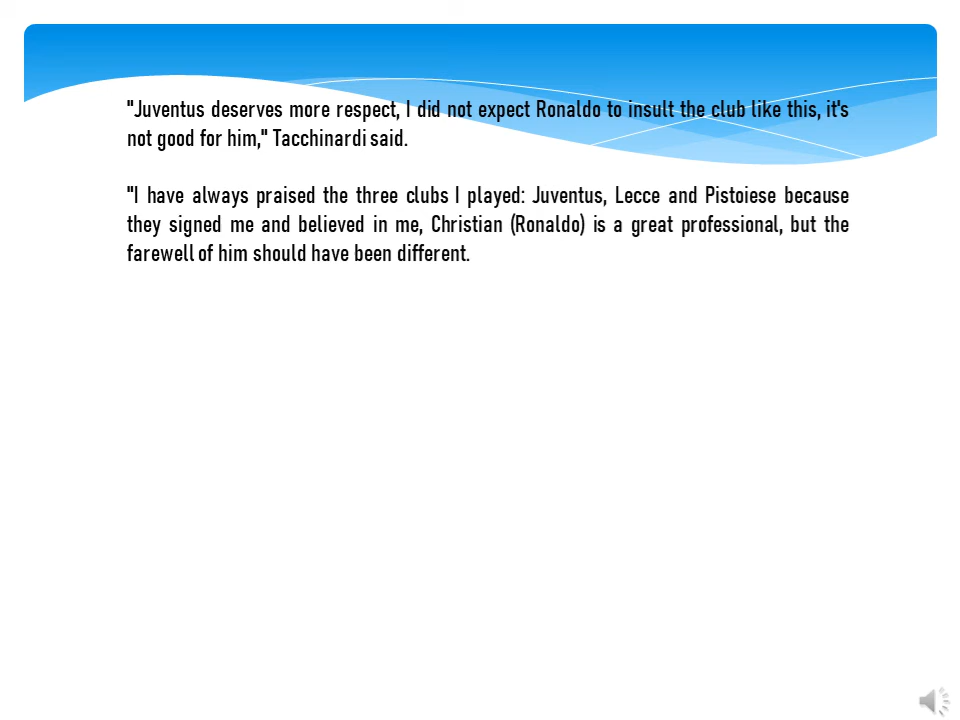 "Juventus deserves more respect, I did not expect Ronaldo to insult the club like this, it's
not good for him," Tacchinardi said.
"I have always praised the three clubs I played: Juventus, Lecce and Pistoiese because
they signed me and believed in me, Christian (Ronaldo) is a great professional, but the
farewell of him should have been different.